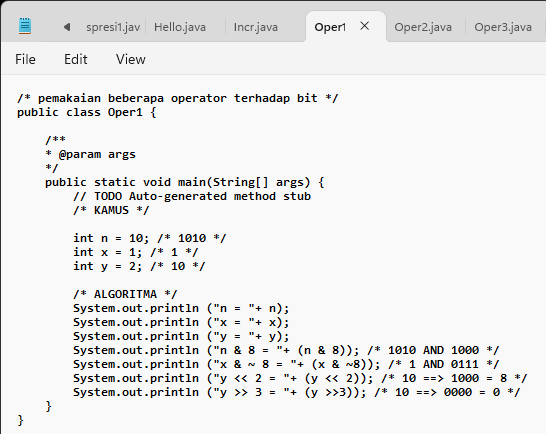 spresi1.jav Hello.java Incr.java Oper1 Oper2.java Oper3.java
File Edit View
/* pemakaian beberapa operator terhadap bit */
public class Oper1 {
/**
* @param args
*/
public static void main(String[] args) {
// TODO Auto-generated method stub
/* KAMUS */
int n = 10; /* 1010 */
int x = 1; /* 1 */
int y = 2; /* 10 */
/* ALGORITMA */
System.out.println ("n = "+ n);
System.out.println ("x = "+ x);
System.out.println ("y = "+ y);
System.out.println ("n & 8 = "+ (n & 8)); /* 1010 AND 1000 */
System.out.println ("x & ~ 8 = "+ (x & ~8)); /* 1 AND 0111 */
System.out.println ("y << 2 = "+ (y << 2)); /* 10 ==> 1000 = 8 */
System.out.println ("y >> 3 = "+ (y >>3)); /* 10 ==> 0000 = 0 */
}
}